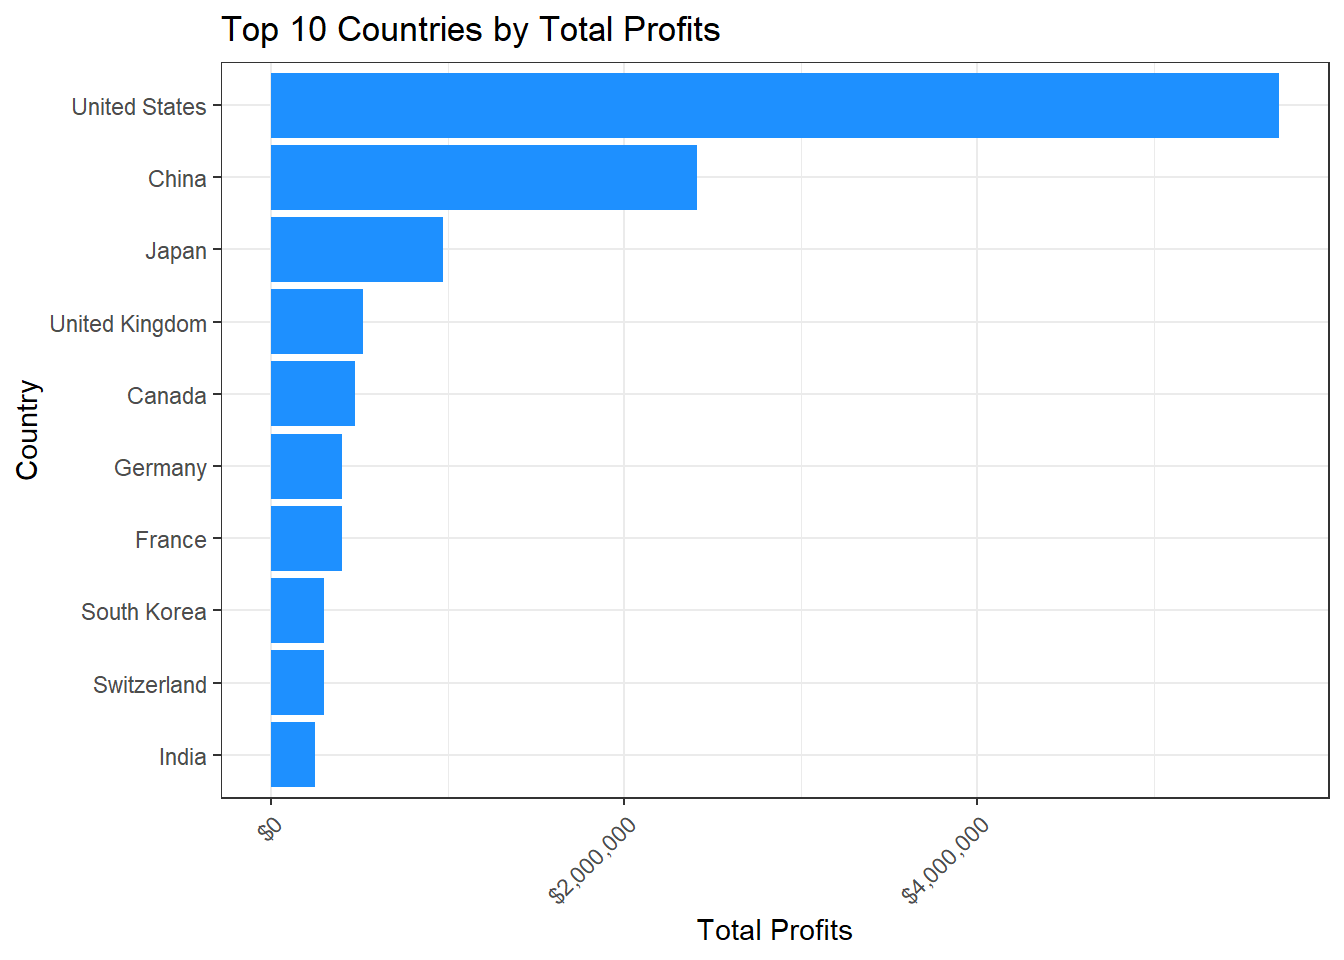 Top 10 Countries by Total Profits
United States
China
Japan
United Kingdom
Canada
Germany
France
South Korea
Switzerland
India
Country
$0
$2,000,000
$4,000,000
Total Profits